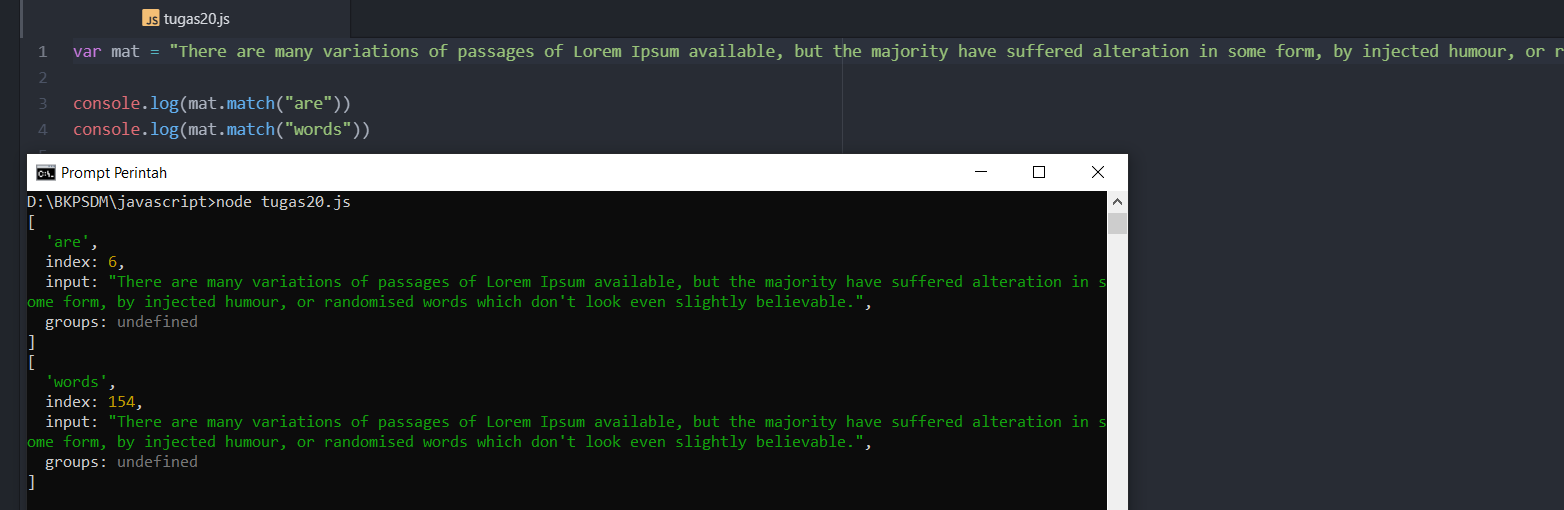 JS tugas20.js
1 var mat = "There are many variations of passages of Lorem Ipsum available, but the majority have suffered alteration in some form, by injected humour, or r
2
3 console.log(mat.match("are"))
4 console.log(mat.match("words"))
5
C:\. Prompt Perintah
D:\BKPSDM\javascript>node tugas20.js
[
'are',
index: 6,
input: "There are many variations of passages of Lorem Ipsum available, but the majority have suffered alteration in s
ome form, by injected humour, or randomised words which don't look even slightly believable.",
groups: undefined
]
[
'words',
index: 154,
input: "There are many variations of passages of Lorem Ipsum available, but the majority have suffered alteration in s
ome form, by injected humour, or randomised words which don't look even slightly believable.",
groups: undefined
]